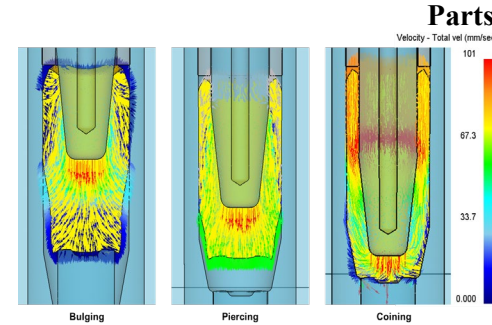 Parts
Velocity - Total vel (mm/sec
101
67.3
33.7
0.000
Bulging
Piercing
Coining